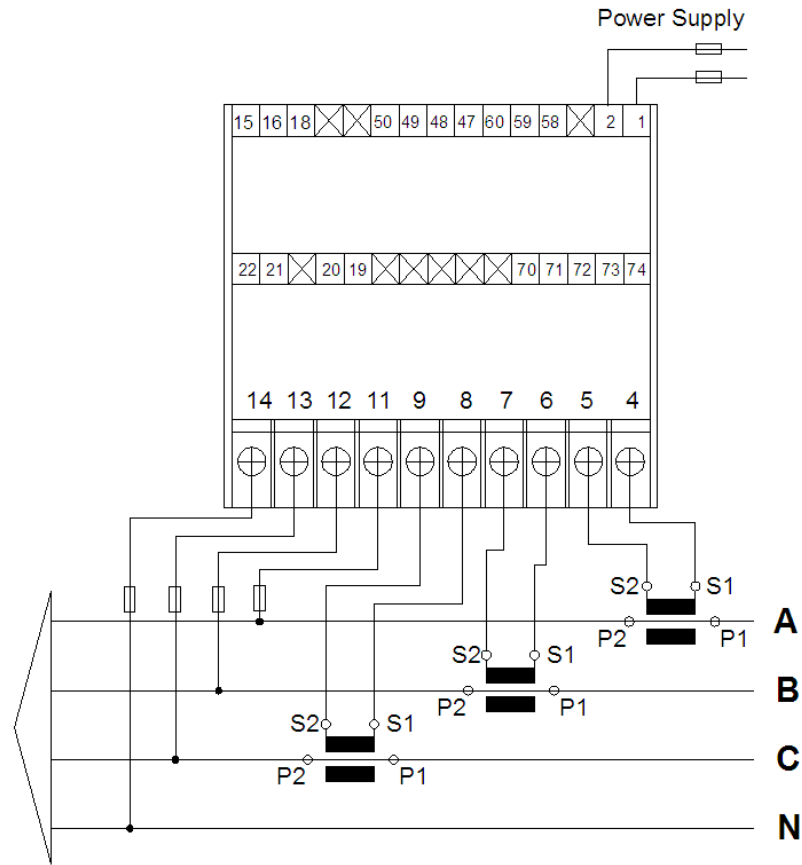 Power Supply
15 16 18 50 49 48 47 60 59 58 2 1
22 21 20 19 70 71 72 73 74
14 13 12 11 9 8 7 6 5 4
S2 S1
P2 P1 A
S2 S1
P2 P1 B
S2 S1
P2 P1 C
N